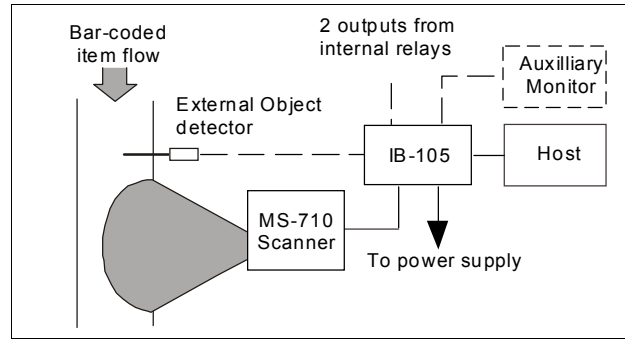 Bar-coded
item flow
2 outputs from
internal relays
Auxilliary
Monitor
External Object
detector
IB-105
Host
MS-710
Scanner
To power supply